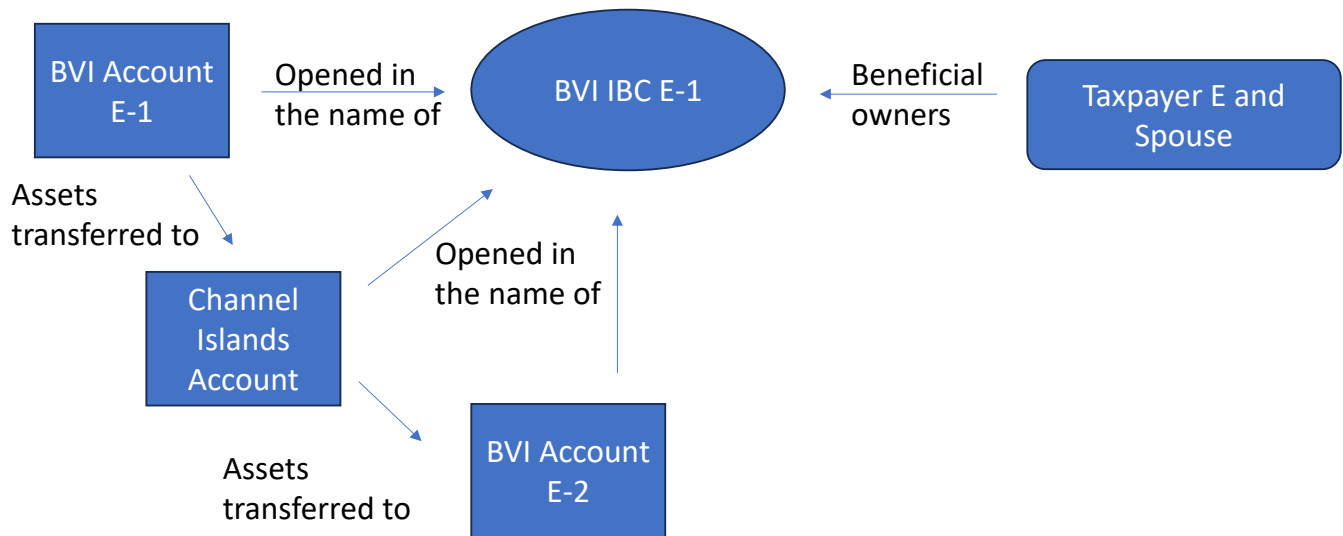 BVI Account
E-1
Opened in
the name of
BVI IBC E-1
Beneficial
owners
Taxpayer E and
Spouse
Assets
transferred to
Opened in
the name of
Channel
Islands
Account
Assets
transferred to
BVI Account
E-2